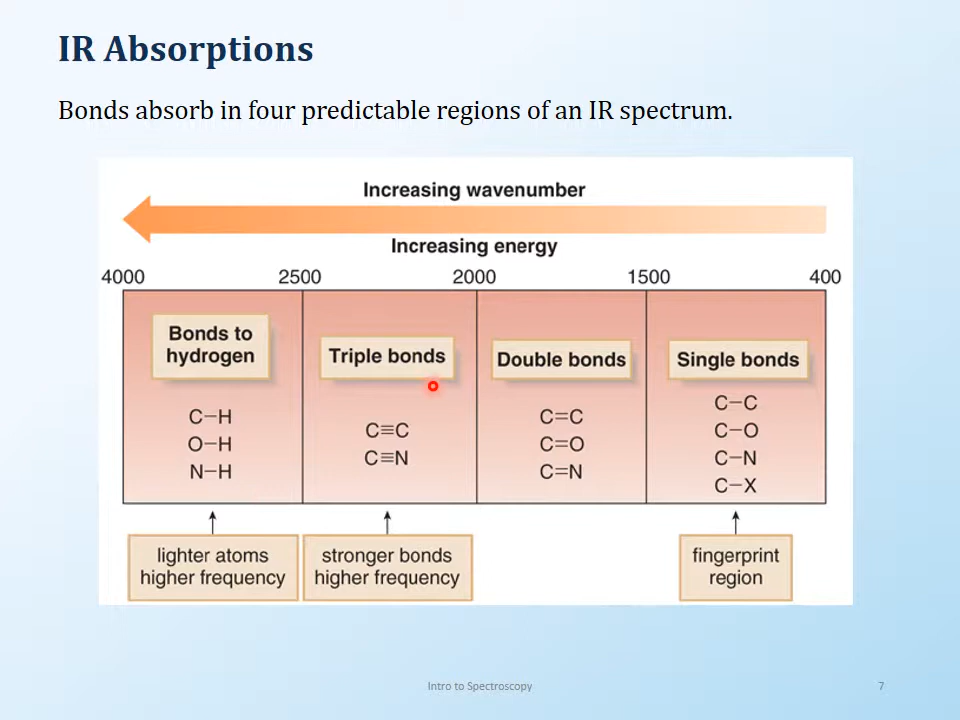 IR Absorptions
Bonds absorb in four predictable regions of an IR spectrum.
Increasing wavenumber
Increasing energy
4000 2500 2000 1500 400
Bonds to
hydrogen
C−H
O−H
N−H
Triple bonds
C≡C
C≡N
Double bonds
C=C
C=O
C=N
Single bonds
C−C
C−O
C−N
C−X
lighter atoms
higher frequency
stronger bonds
higher frequency
fingerprint
region
Intro to Spectroscopy
7